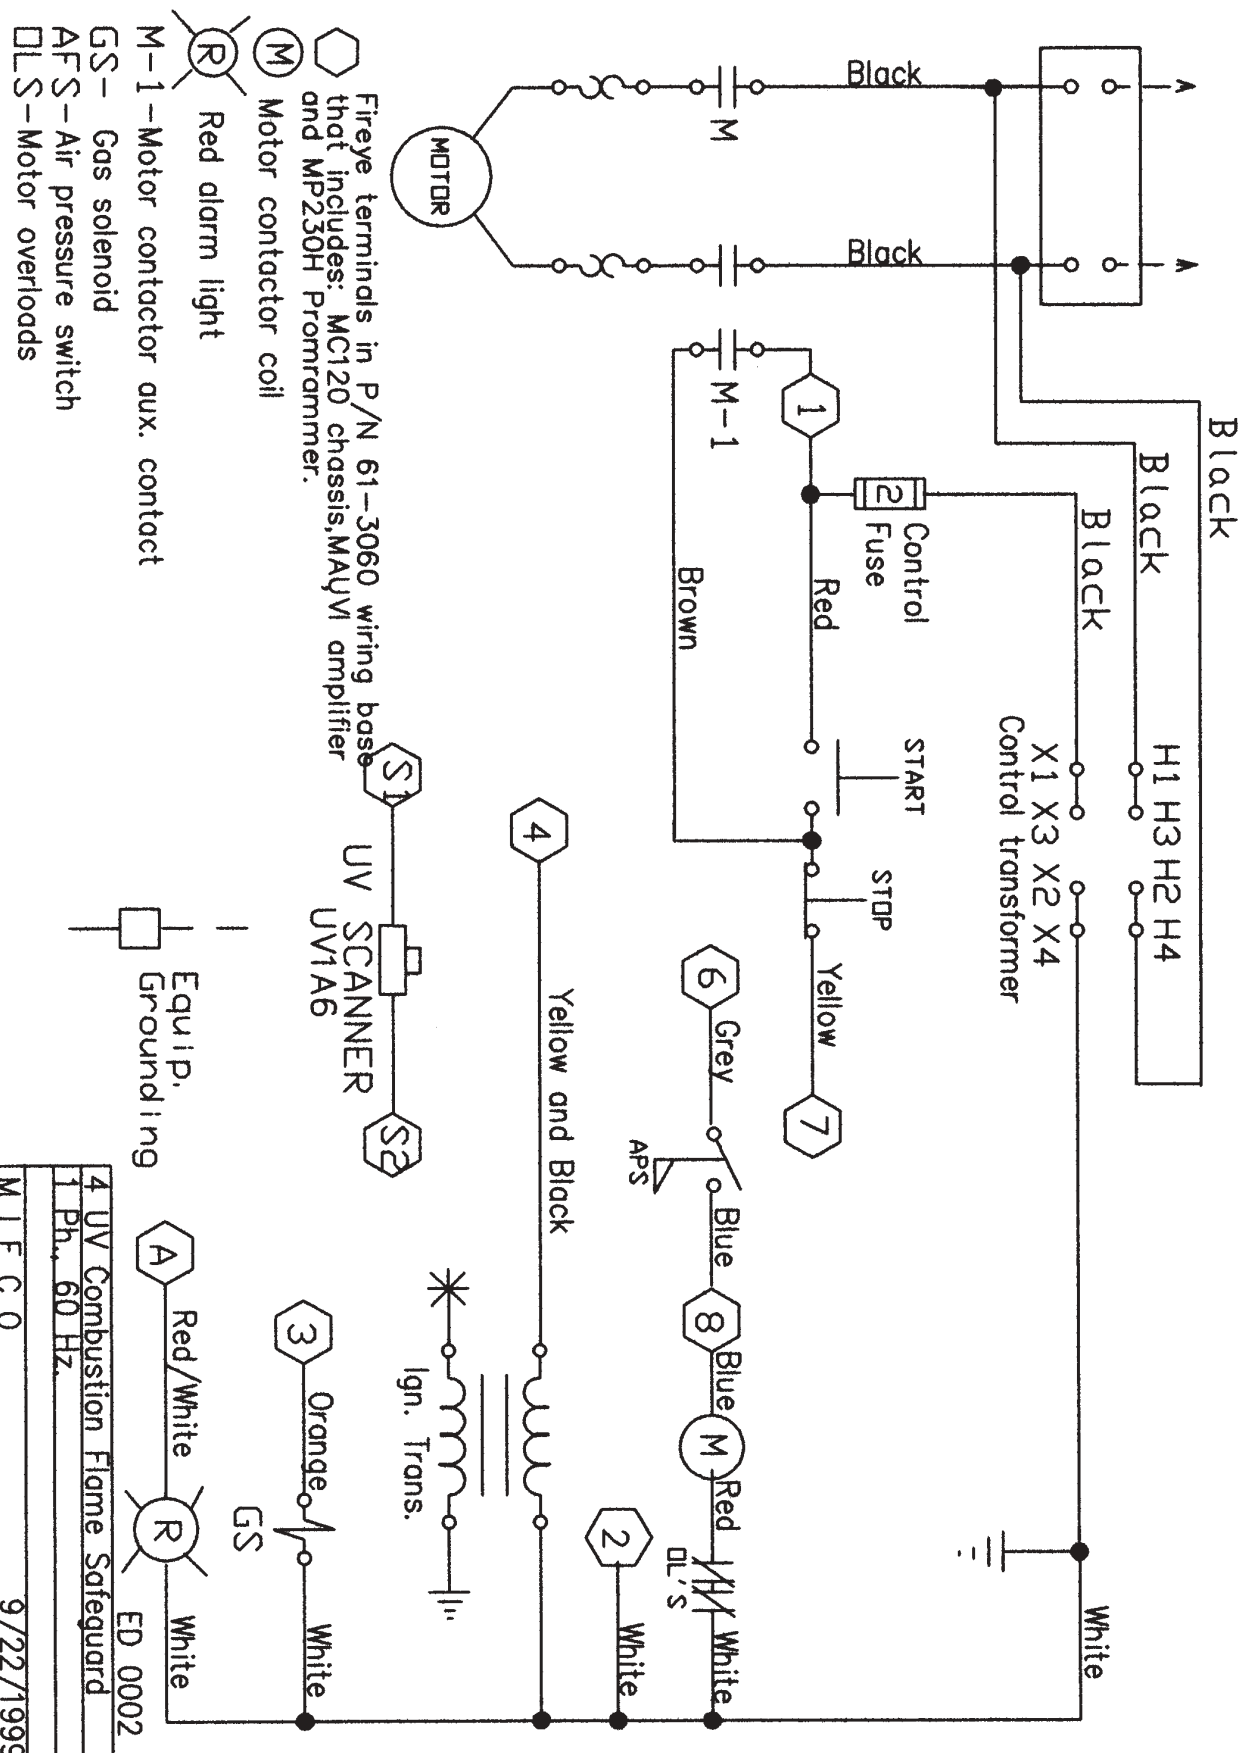 Black
Black
Black
Black
Black
M
MOTOR
M-1
1
2
Control
Fuse
Red
Brown
H1 H3 H2 H4
X1 X3 X2 X4
Control transformer
START
STOP
Yellow
7
6
Grey
APS
Blue
8
Blue
M
Red
OL'S
White
White
2
White
4
Yellow and Black
Ign. Trans.
S1
UV SCANNER
UV1A6
S2
3
Orange
GS
White
A
Red/White
R
White
Equip.
Grounding
Fireye terminals in P/N 61-3060 wiring base
that includes: MC120 chassis,MAUV1 amplifier
and MP230H Promrammer.
M Motor contactor coil
R Red alarm light
M-1-Motor contactor aux. contact
GS- Gas solenoid
AFS-Air pressure switch
OLS-Motor overloads
ED 0002
4 UV Combustion Flame Safeguard
1 Ph., 60 Hz.
M I F C O 9/22/1999